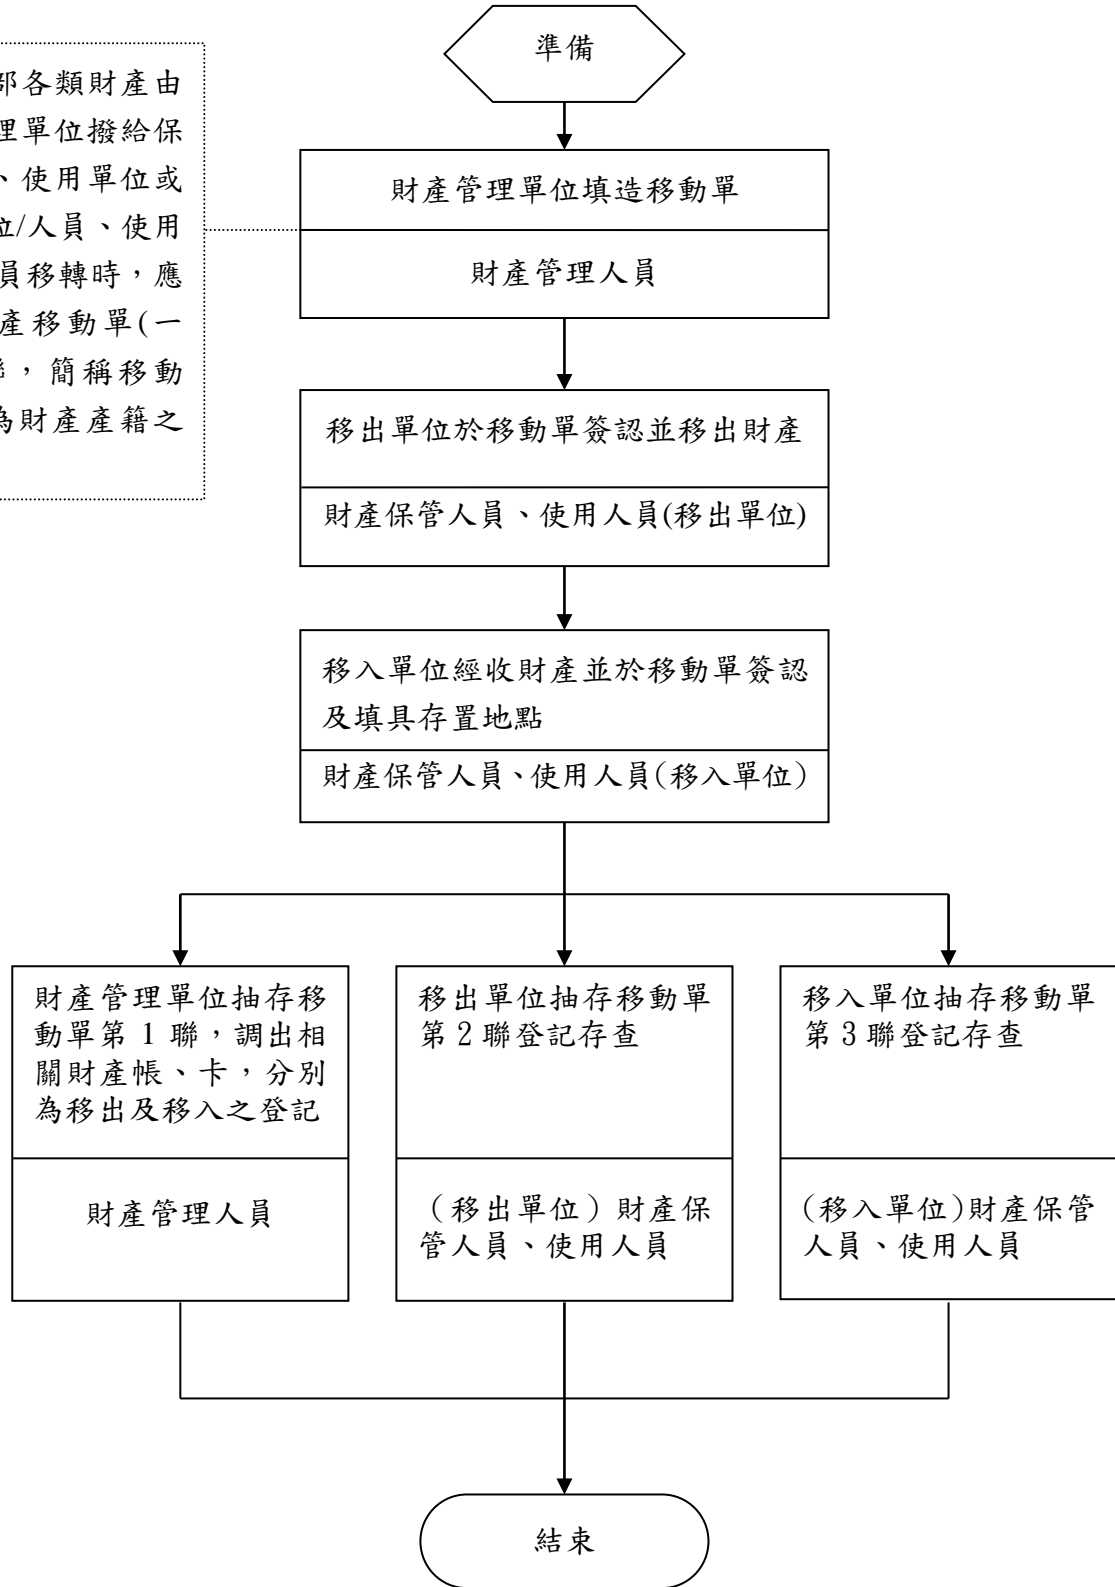 準備
部各類財產由
理單位撥給保
、使用單位或
位/人員、使用
員移轉時，應
產移動單(一
聯，簡稱移動
為財產產籍之
財產管理單位填造移動單
財產管理人員
移出單位於移動單簽認並移出財產
財產保管人員、使用人員(移出單位)
移入單位經收財產並於移動單簽認
及填具存置地點
財產保管人員、使用人員(移入單位)
財產管理單位抽存移
動單第 1 聯，調出相
關財產帳、卡，分別
為移出及移入之登記
財產管理人員
移出單位抽存移動單
第 2 聯登記存查
（移出單位）財產保
管人員、使用人員
移入單位抽存移動單
第 3 聯登記存查
(移入單位)財產保管
人員、使用人員
結束